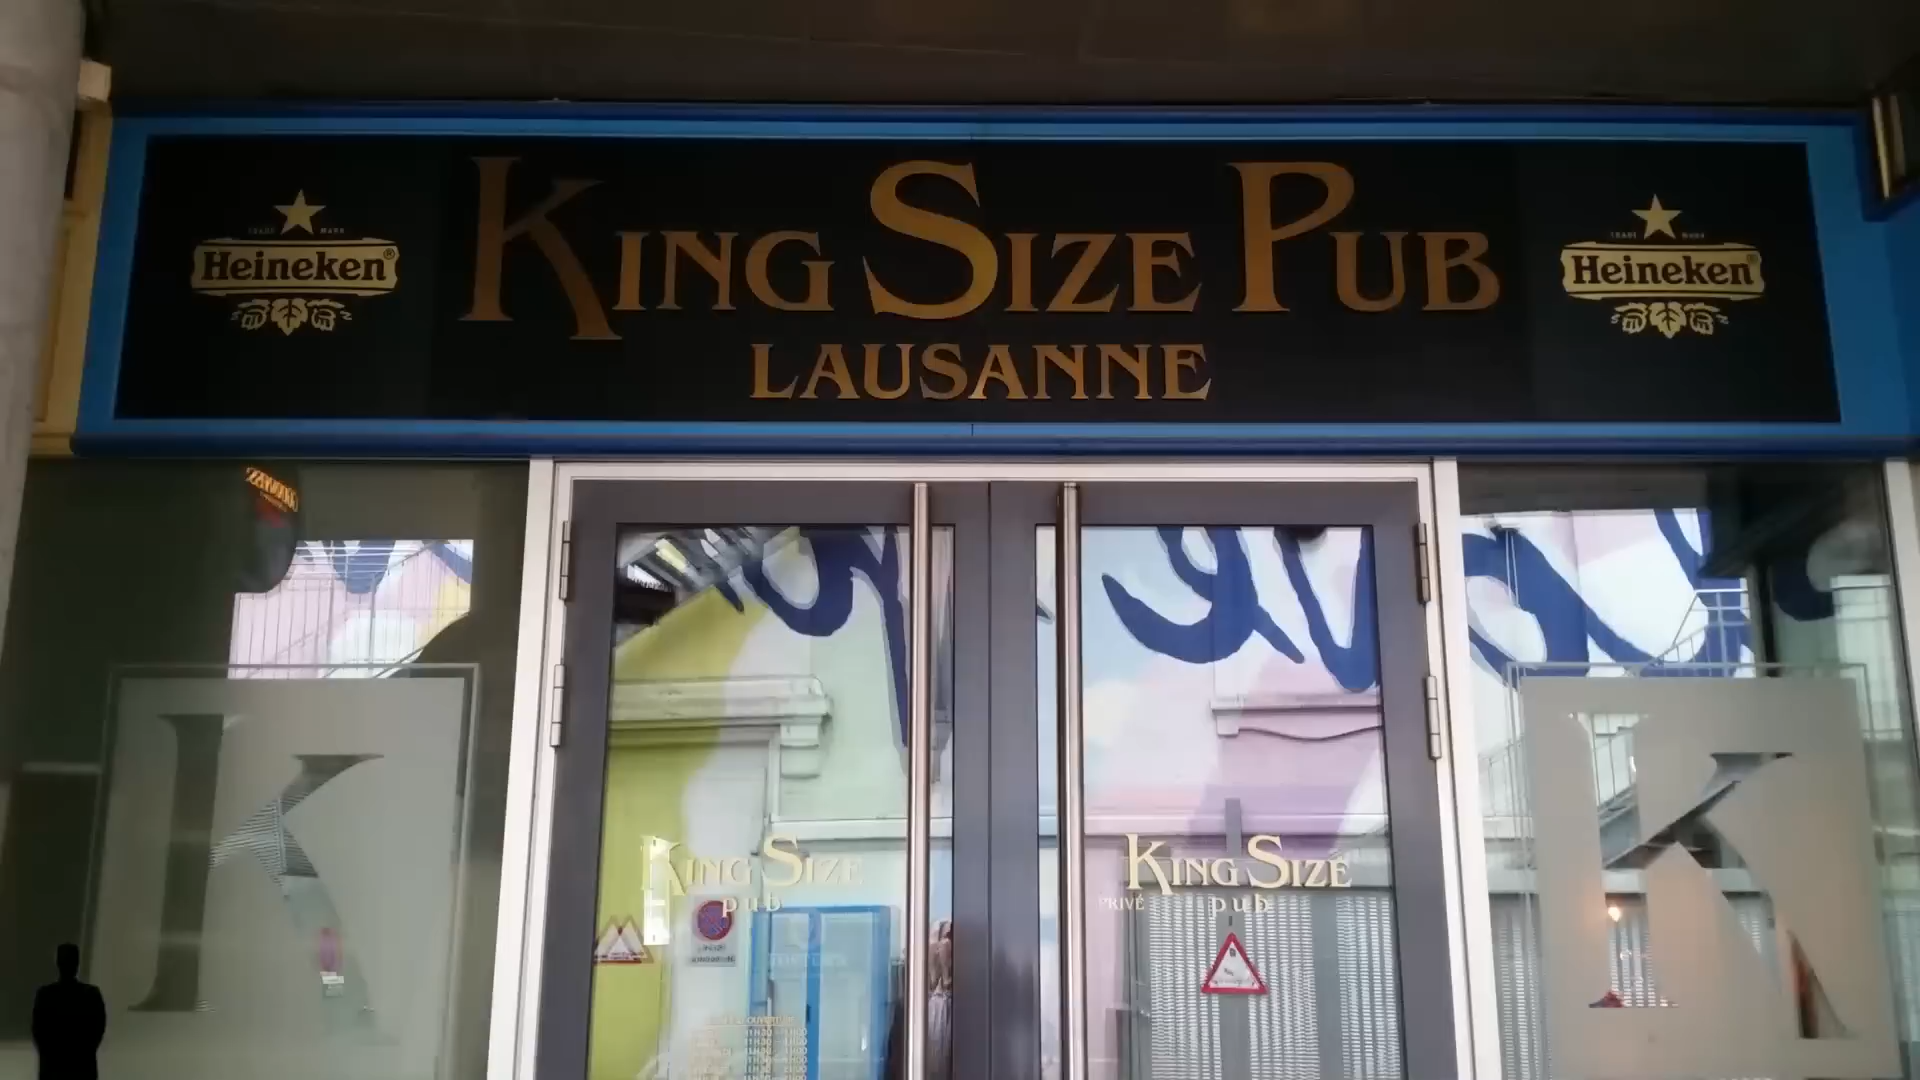 TRADE MARK
Heineken®
KING SIZE PUB
LAUSANNE
TRADE MARK
Heineken®
K
KING SIZE
pub
KING SIZE
PRIVÉ pub
K